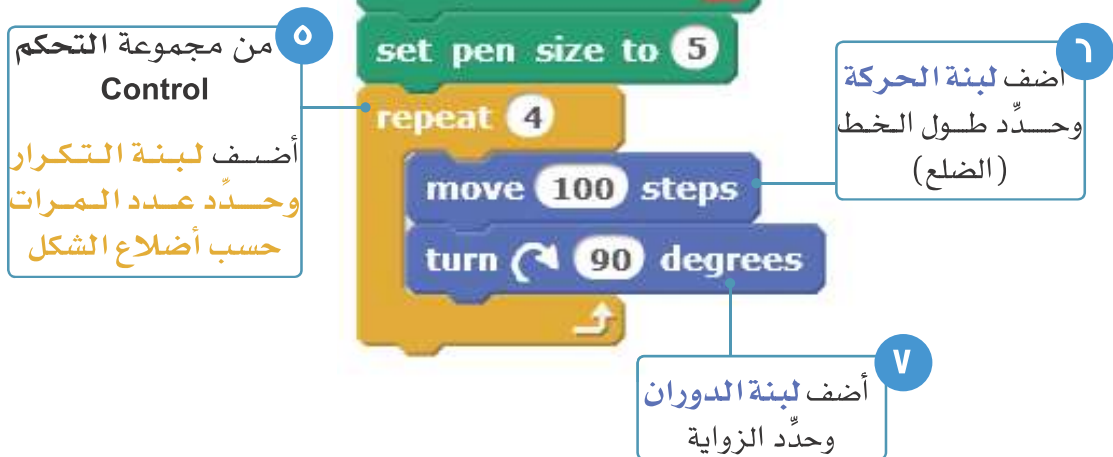 set pen size to 5
٥
من مجموعة التحكم
Control
أضف لبنة التكرار
وحدِّد عدد المرات
حسب أضلاع الشكل
repeat 4
٦
أضف لبنة الحركة
وحدِّد طول الخط
(الضلع)
move 100 steps
turn 90 degrees
٧
أضف لبنة الدوران
وحدِّد الزواية